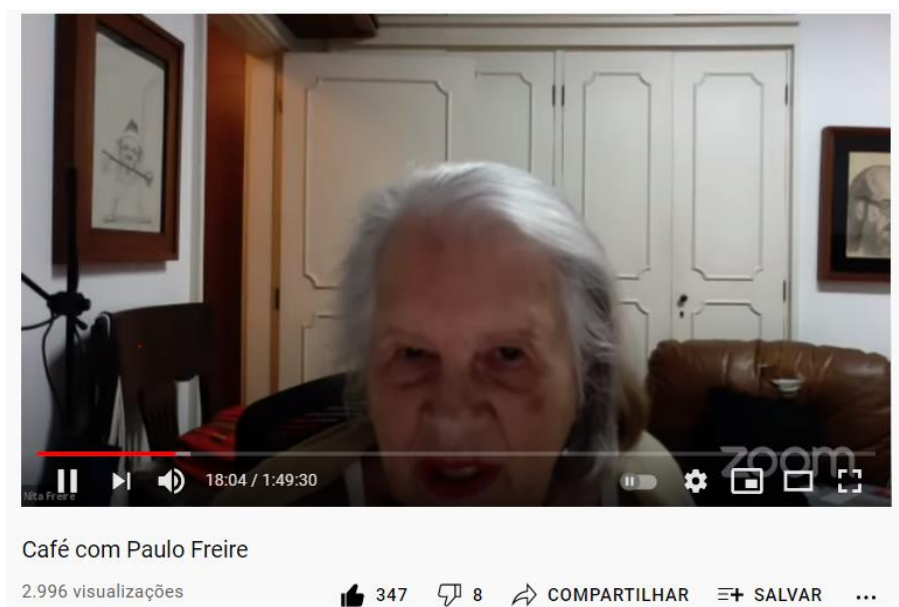 zoom
18:04 / 1:49:30
Nita Freire
Café com Paulo Freire
2.996 visualizações 347 8 COMPARTILHAR SALVAR ...